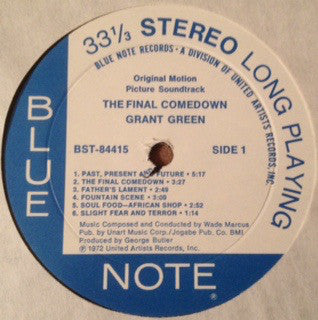 33⅓ STEREO LONG PLAYING
BLUE NOTE RECORDS • A DIVISION OF UNITED ARTISTS RECORDS, INC.
Original Motion
Picture Soundtrack
THE FINAL COMEDOWN
GRANT GREEN
BST-84415 SIDE 1
1. PAST, PRESENT AND FUTURE • 5:17
2. THE FINAL COMEDOWN • 3:27
3. FATHER'S LAMENT • 2:49
4. FOUNTAIN SCENE • 3:09
5. SOUL FOOD—AFRICAN SHOP • 2:52
6. SLIGHT FEAR AND TERROR • 1:14
Music Composed and Conducted by Wade Marcus
Pub. by Unart Music Corp./Jogabe Pub. Co. BMI
Produced by George Butler
Ⓟ 1972 United Artists Records, Inc.
BLUE
NOTE®